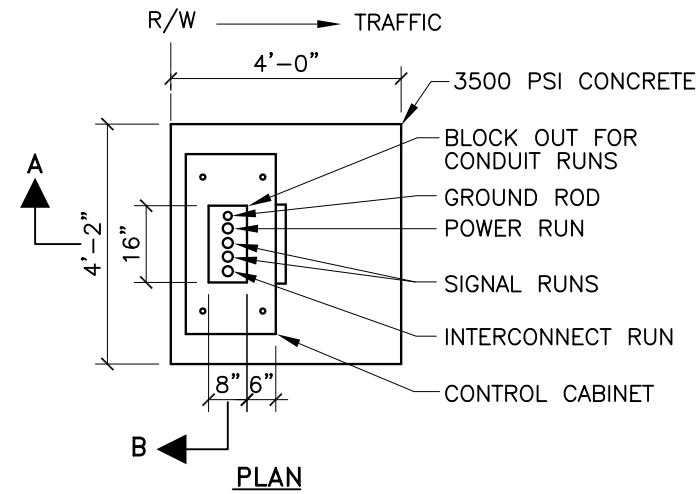 R/W TRAFFIC
4'-0"
3500 PSI CONCRETE
BLOCK OUT FOR
CONDUIT RUNS
A
GROUND ROD
POWER RUN
4'-2"
16"
SIGNAL RUNS
INTERCONNECT RUN
8" 6"
CONTROL CABINET
B
PLAN